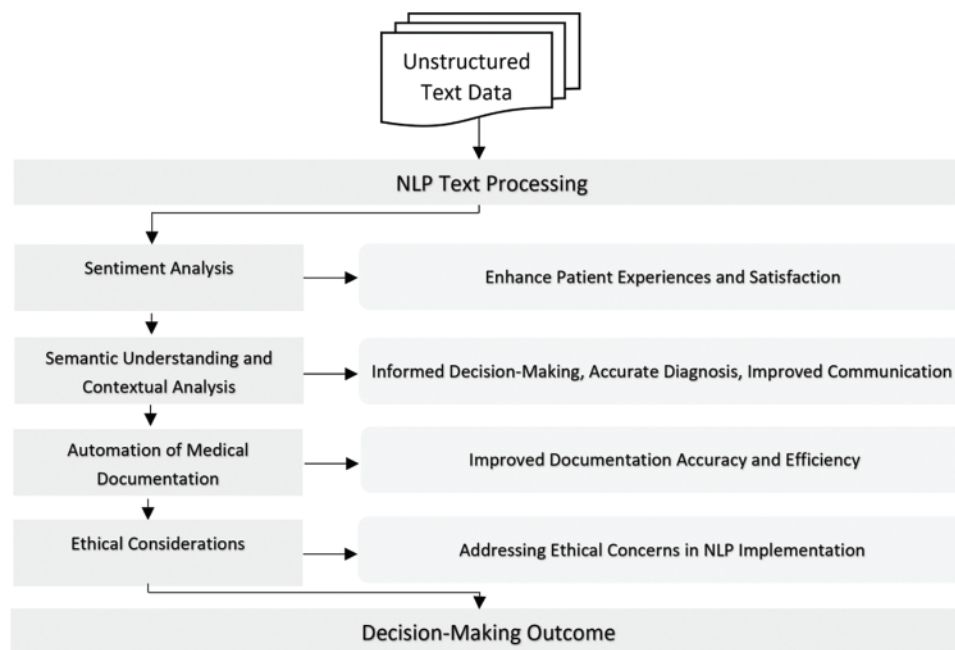 Unstructured
Text Data
NLP Text Processing
Sentiment Analysis
Enhance Patient Experiences and Satisfaction
Semantic Understanding and
Contextual Analysis
Informed Decision-Making, Accurate Diagnosis, Improved Communication
Automation of Medical
Documentation
Improved Documentation Accuracy and Efficiency
Ethical Considerations
Addressing Ethical Concerns in NLP Implementation
Decision-Making Outcome